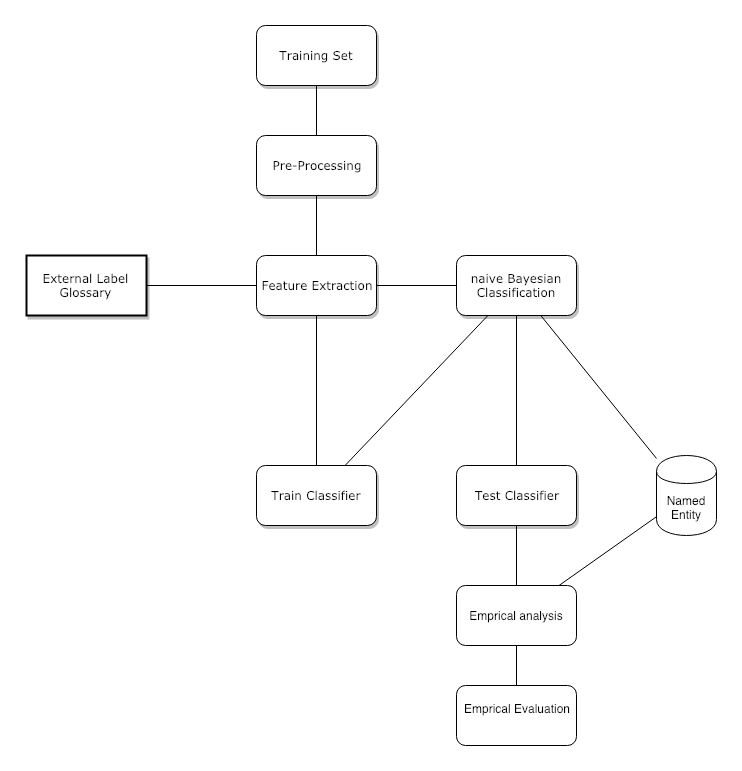 Training Set
Pre-Processing
External Label
Glossary
Feature Extraction
naive Bayesian
Classification
Train Classifier
Test Classifier
Named
Entity
Emprical analysis
Emprical Evaluation